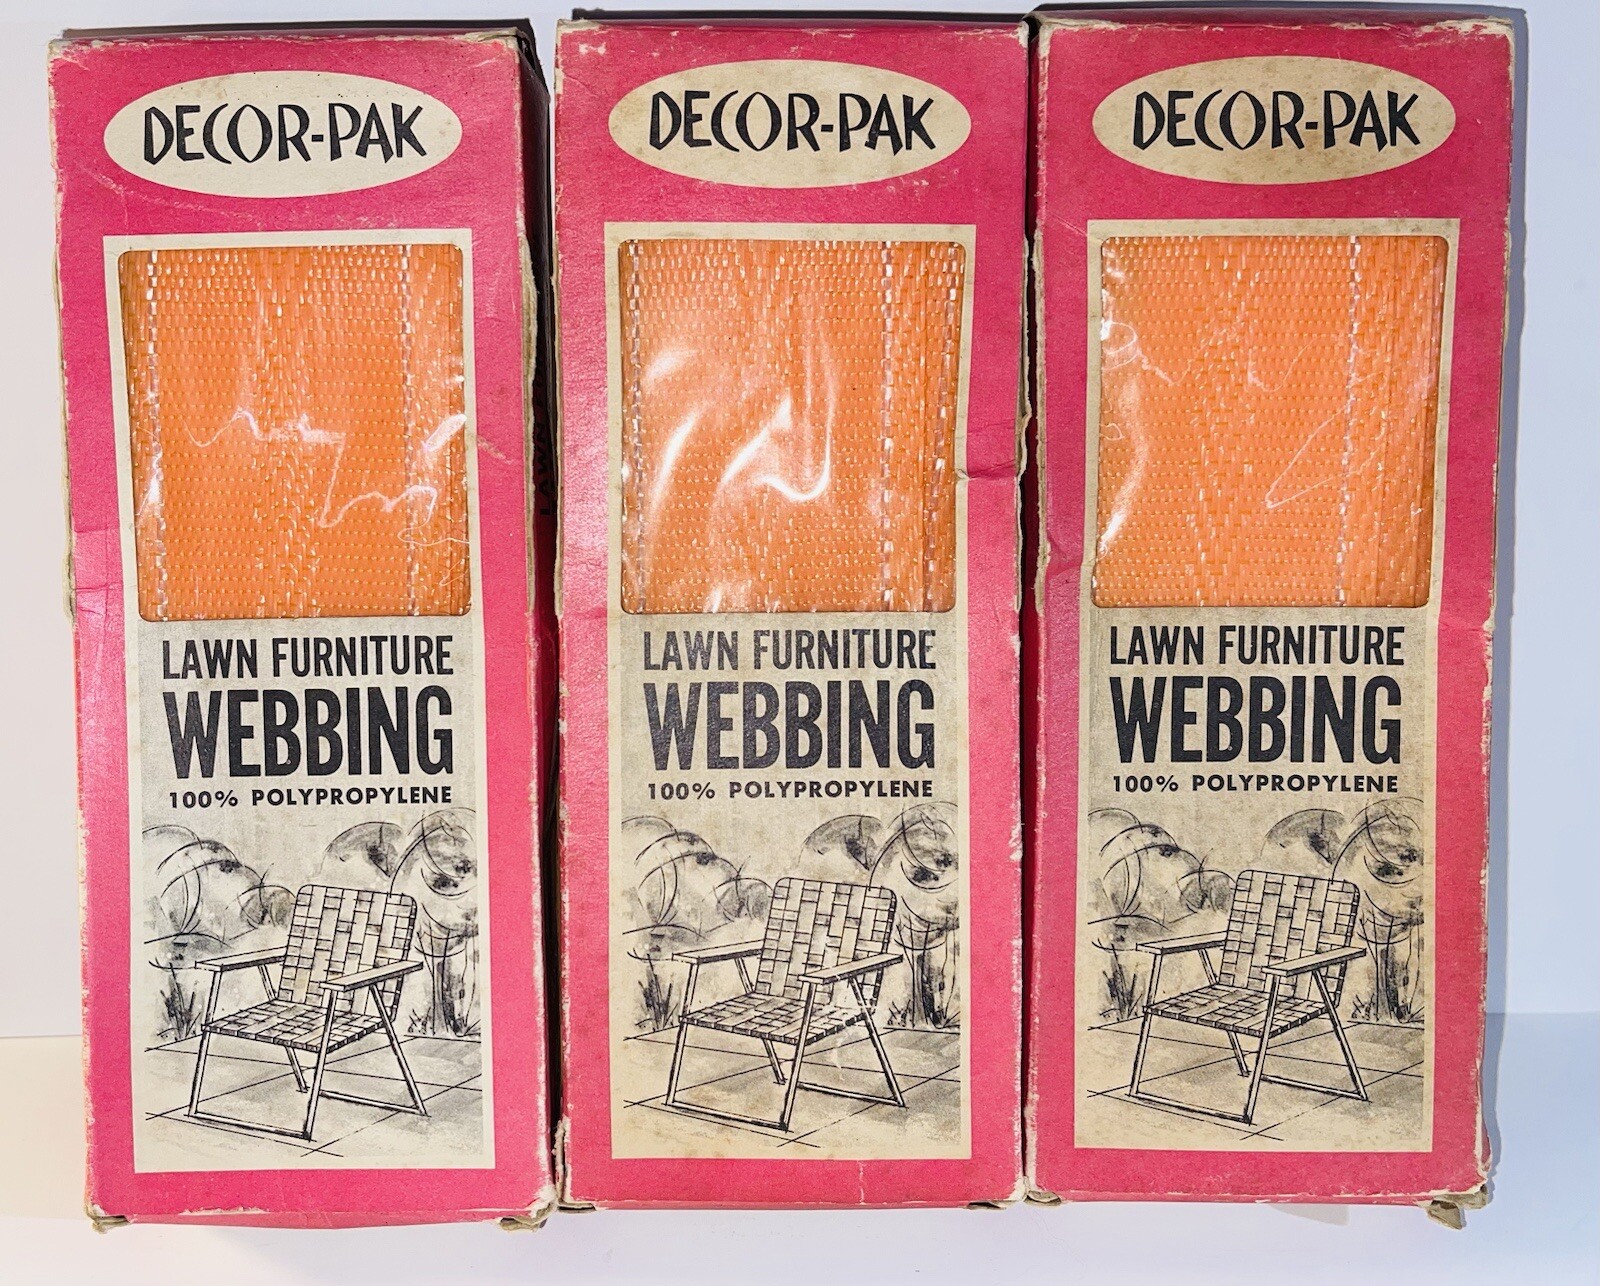 DECOR-PAK
LAWN FURNITURE
WEBBING
100% POLYPROPYLENE
DECOR-PAK
LAWN FURNITURE
WEBBING
100% POLYPROPYLENE
DECOR-PAK
LAWN FURNITURE
WEBBING
100% POLYPROPYLENE